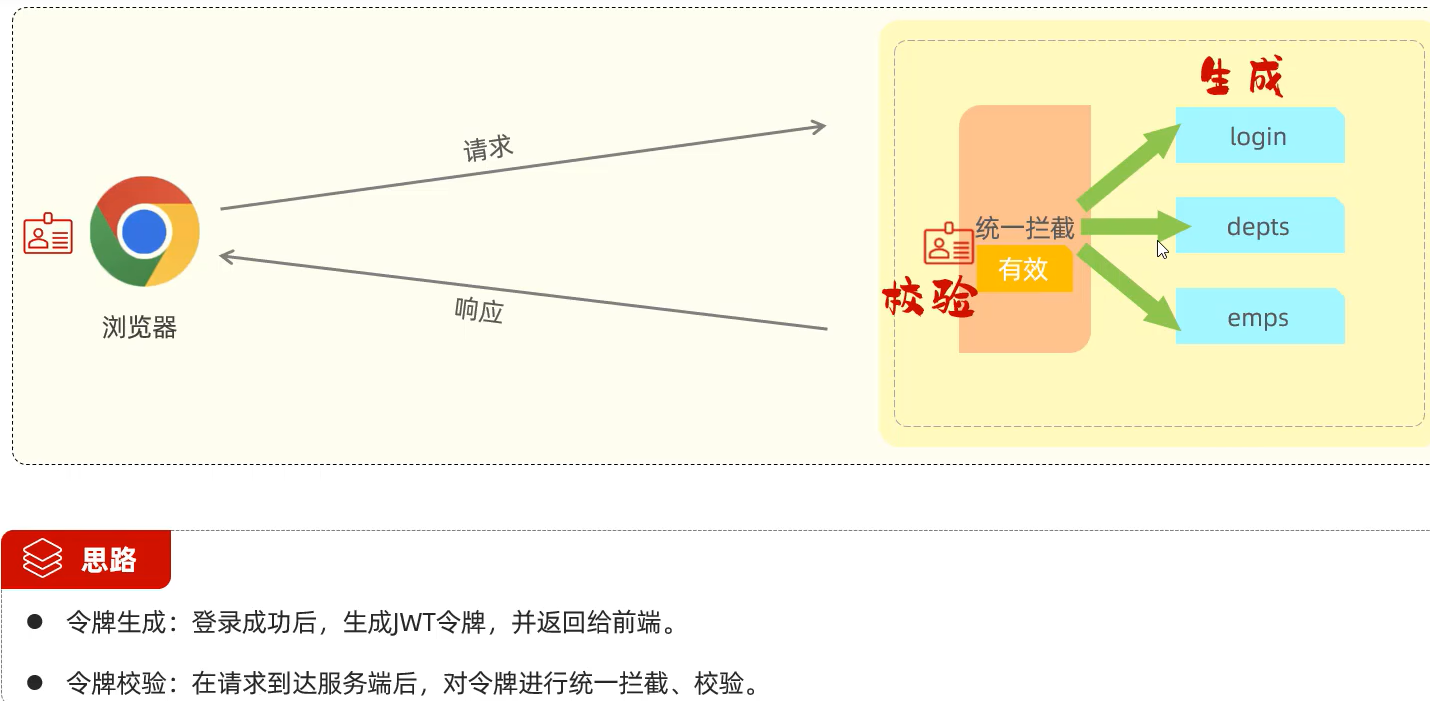 生成
login
请求
统一拦截
depts
有效
校验
响应
emps
浏览器
思路
令牌生成：登录成功后，生成JWT令牌，并返回给前端。
令牌校验：在请求到达服务端后，对令牌进行统一拦截、校验。